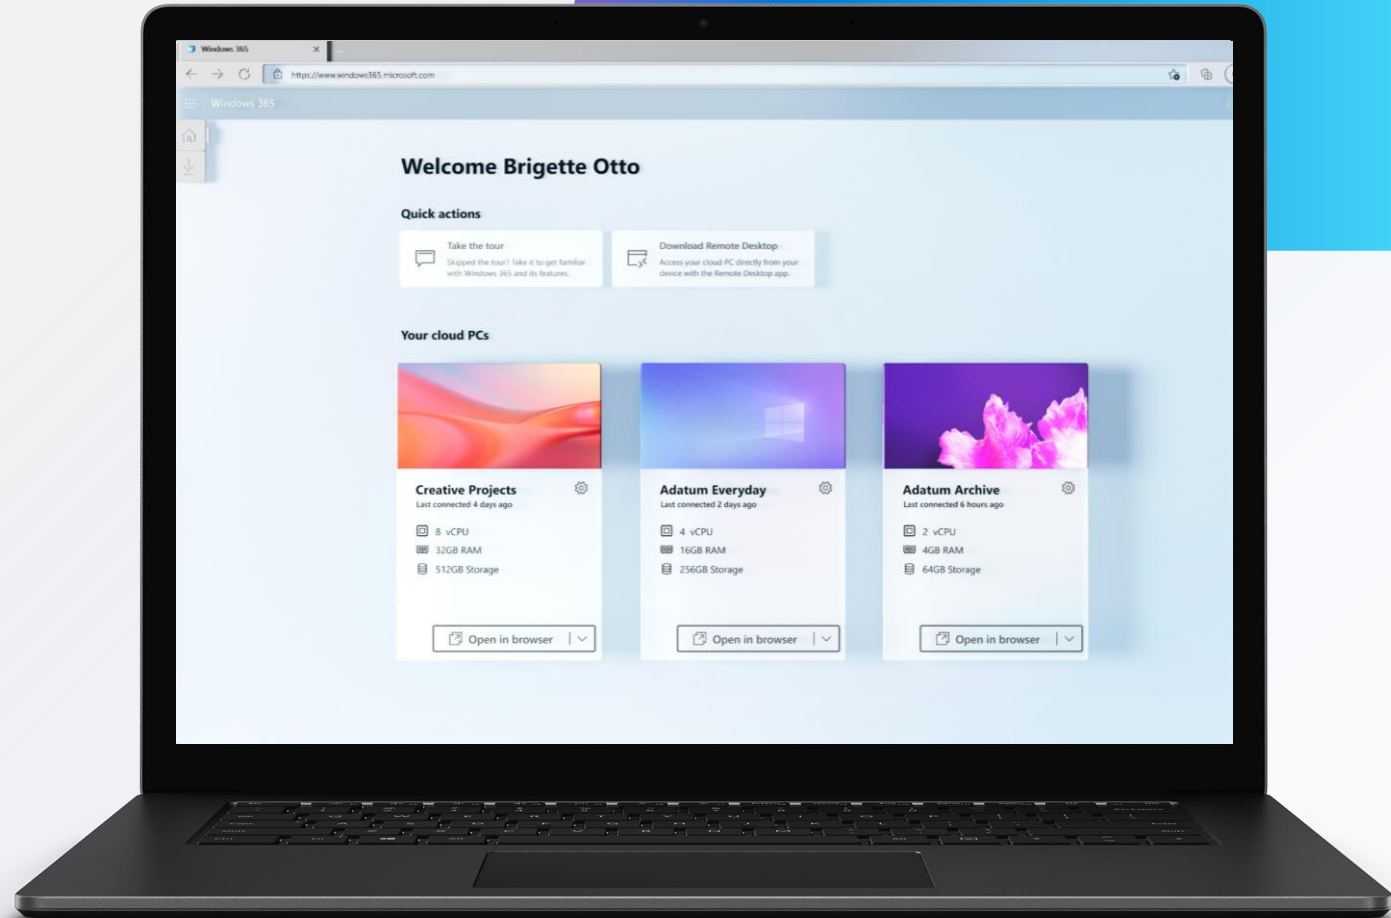 Windows 365
https://www.windows365.microsoft.com
Windows 365
Welcome Brigette Otto
Quick actions
Take the tour
Skipped the tour? Take it to get familiar
with Windows 365 and its features.
Download Remote Desktop
Access your cloud PC directly from your
device with the Remote Desktop app.
Your cloud PCs
Creative Projects
Last connected 4 days ago
8 vCPU
32GB RAM
512GB Storage
Open in browser
Adatum Everyday
Last connected 2 days ago
4 vCPU
16GB RAM
256GB Storage
Open in browser
Adatum Archive
Last connected 6 hours ago
2 vCPU
4GB RAM
64GB Storage
Open in browser